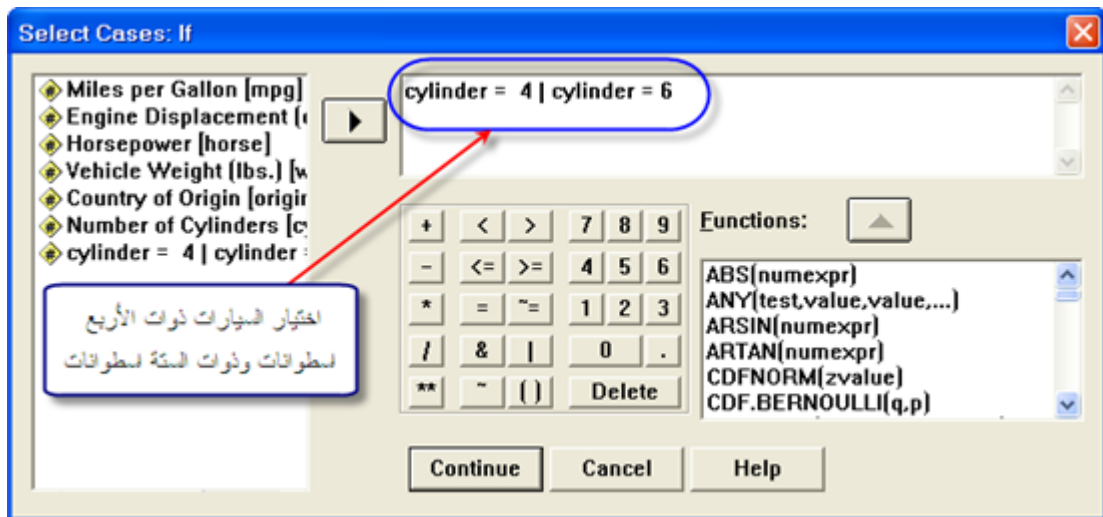 Select Cases: If
Miles per Gallon [mpg]
Engine Displacement (
Horsepower [horse]
Vehicle Weight (lbs.) [w
Country of Origin [origin
Number of Cylinders [c
cylinder = 4 | cylinder
cylinder = 4 | cylinder = 6
اختيار السيارات ذوات الأربع
اسطوانات وذوات الستة اسطوانات
+ < > 7 8 9
- <= >= 4 5 6
* = ~= 1 2 3
/ & | 0 .
** ~ () Delete
Functions:
ABS(numexpr)
ANY(test,value,value,...)
ARSIN(numexpr)
ARTAN(numexpr)
CDFNORM(zvalue)
CDF.BERNOULLI(q,p)
Continue Cancel Help